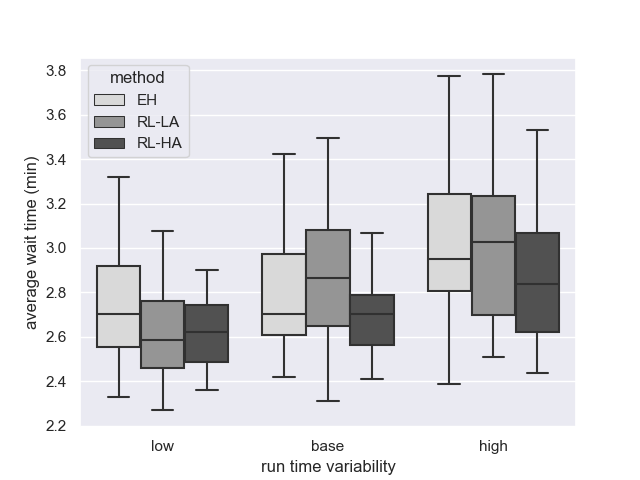 method
EH
RL-LA
RL-HA
average wait time (min)
3.8
3.6
3.4
3.2
3.0
2.8
2.6
2.4
2.2
low base high
run time variability